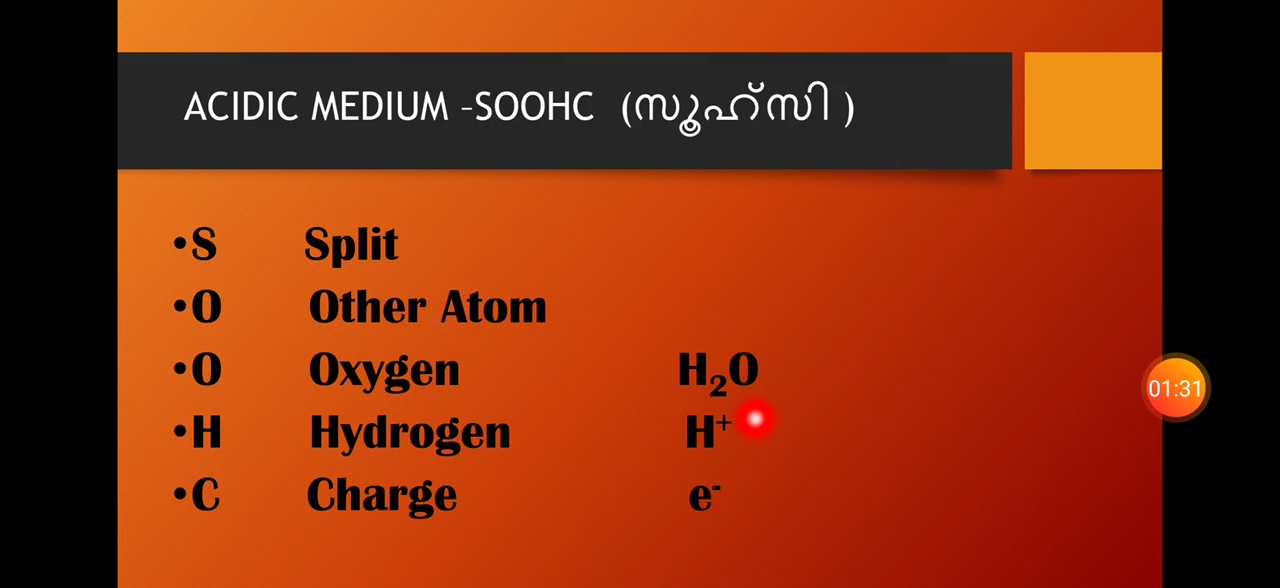 ACIDIC MEDIUM –SOOHC (സൂഹ്സി )
•S Split
•O Other Atom
•O Oxygen H₂O
•H Hydrogen H⁺
•C Charge e⁻
01:31